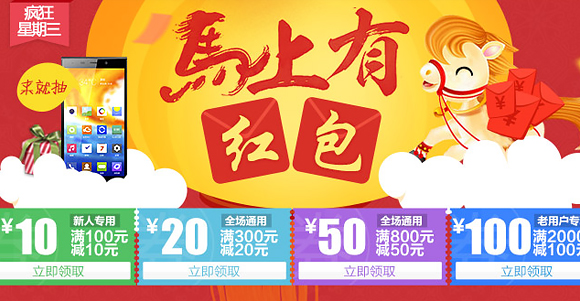 疯狂
星期三
馬上有
红包
来就抽
¥10
新人专用
满100元
减10元
立即领取
¥20
全场通用
满300元
减20元
立即领取
¥50
全场通用
满800元
减50元
立即领取
¥100
老用户专
满2000
减100
立即领取